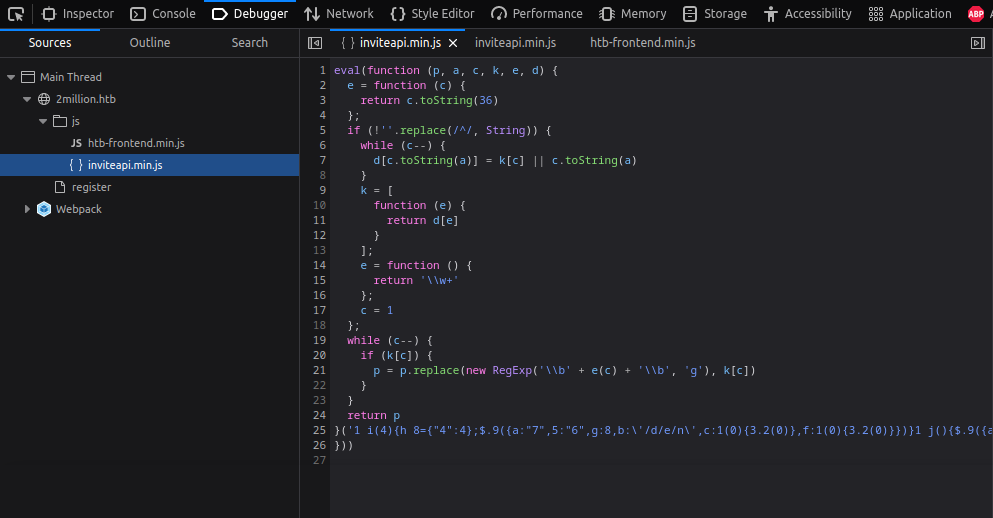 Inspector Console Debugger Network Style Editor Performance Memory Storage Accessibility Application ABP
Sources Outline Search
inviteapi.min.js inviteapi.min.js htb-frontend.min.js
Main Thread
2million.htb
js
JS htb-frontend.min.js
{ } inviteapi.min.js
register
Webpack
1 eval(function (p, a, c, k, e, d) {
2 e = function (c) {
3 return c.toString(36)
4 };
5 if (!''.replace(/^/, String)) {
6 while (c--) {
7 d[c.toString(a)] = k[c] || c.toString(a)
8 }
9 k = [
10 function (e) {
11 return d[e]
12 }
13 ];
14 e = function () {
15 return '\\w+'
16 };
17 c = 1
18 };
19 while (c--) {
20 if (k[c]) {
21 p = p.replace(new RegExp('\\b' + e(c) + '\\b', 'g'), k[c])
22 }
23 }
24 return p
25 }('1 i(4){h 8={"4":4};$.9({a:"7",5:"6",g:8,b:\'/d/e/n\',c:1(0){3.2(0)},f:1(0){3.2(0)}})}1 j(){$.9({a
26 }))
27